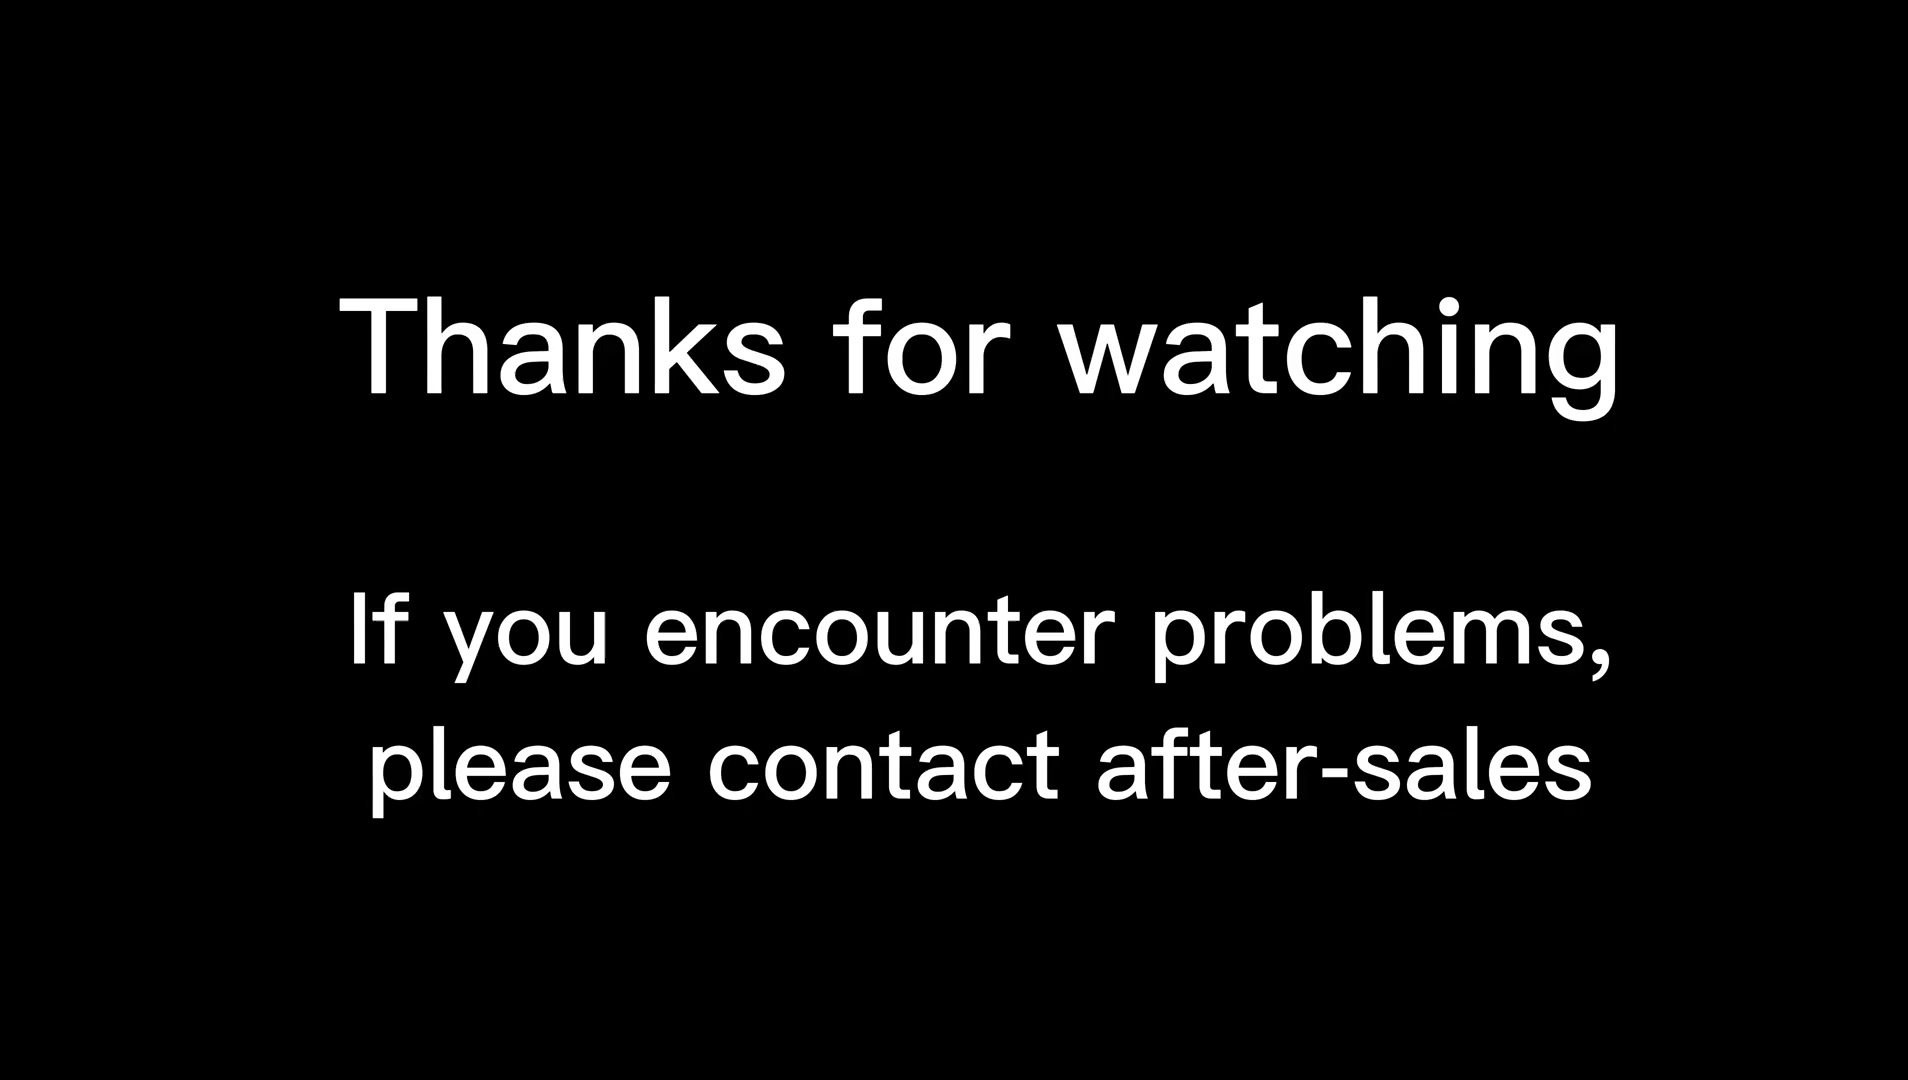 Thanks for watching
If you encounter problems,
please contact after-sales